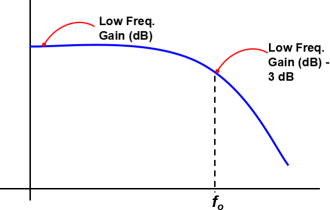 Low Freq.
Gain (dB)
Low Freq.
Gain (dB) -
3 dB
fo